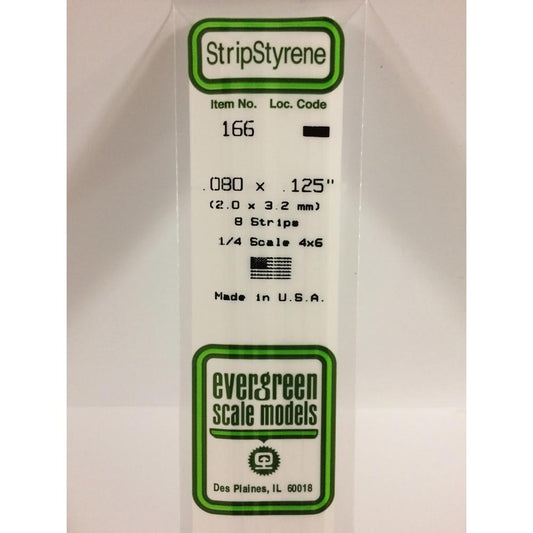 StripStyrene
Item No. Loc. Code
166
.080 x .125"
(2.0 x 3.2 mm)
8 Strips
1/4 Scale 4x6
Made in U.S.A.
evergreen
scale models
Des Plaines, IL 60018